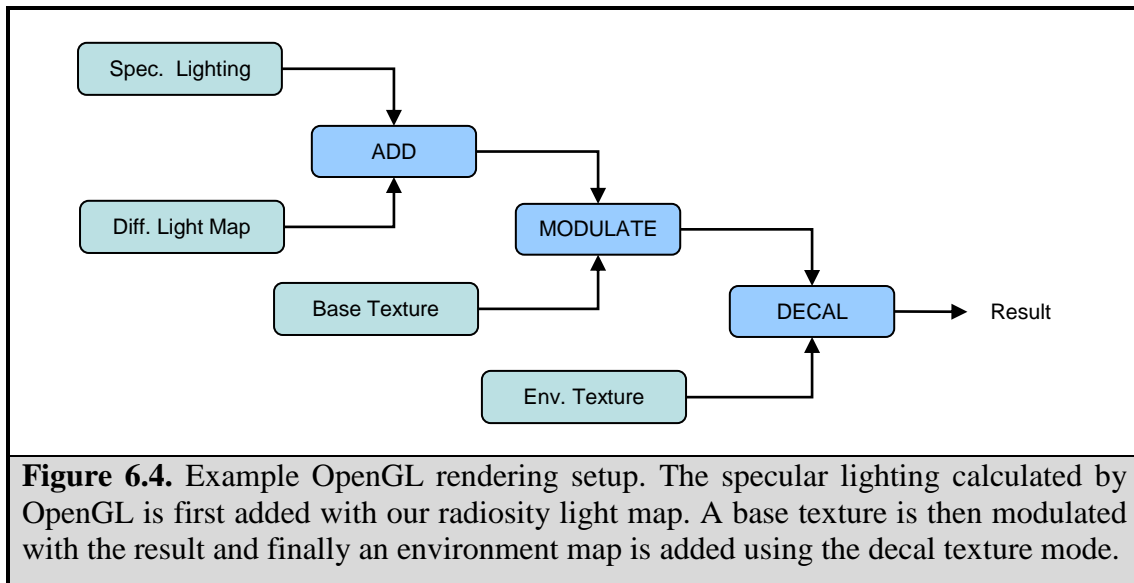 Spec. Lighting
ADD
Diff. Light Map
MODULATE
Base Texture
DECAL
Result
Env. Texture
Figure 6.4. Example OpenGL rendering setup. The specular lighting calculated by
OpenGL is first added with our radiosity light map. A base texture is then modulated
with the result and finally an environment map is added using the decal texture mode.